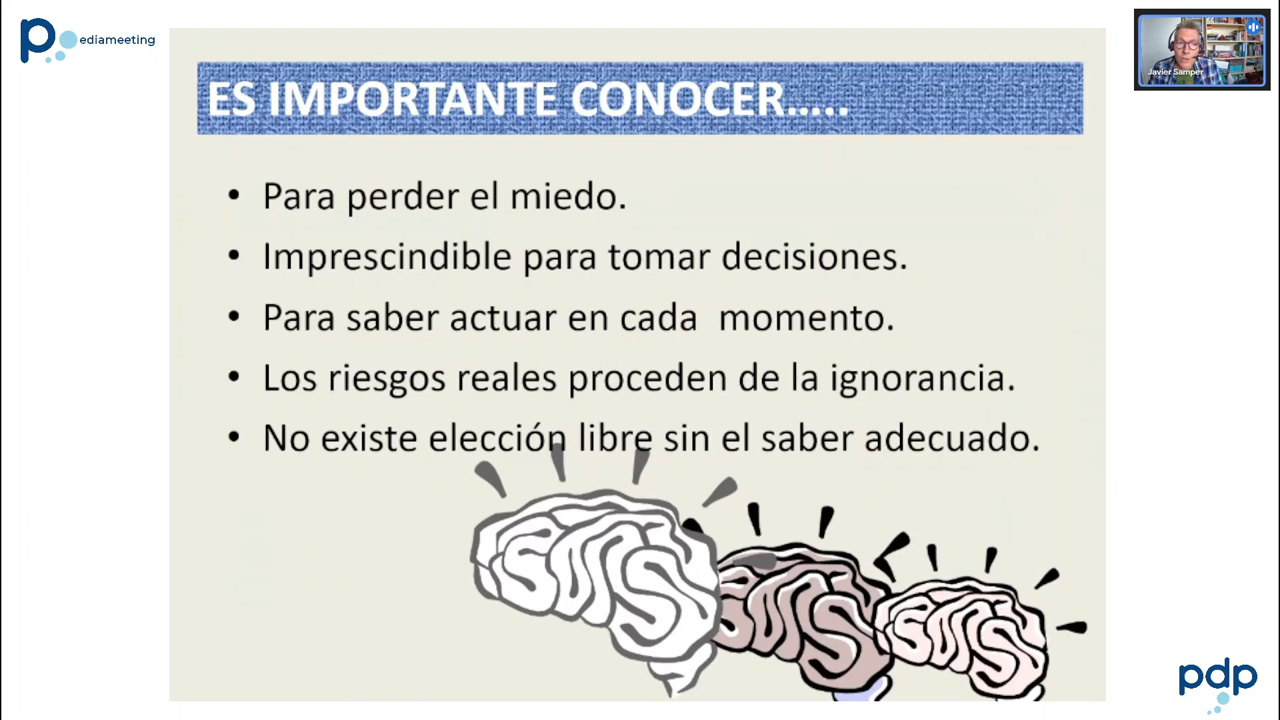 pediameeting
Javier Samper
ES IMPORTANTE CONOCER.....
• Para perder el miedo.
• Imprescindible para tomar decisiones.
• Para saber actuar en cada  momento.
• Los riesgos reales proceden de la ignorancia.
• No existe elección libre sin el saber adecuado.
pdp